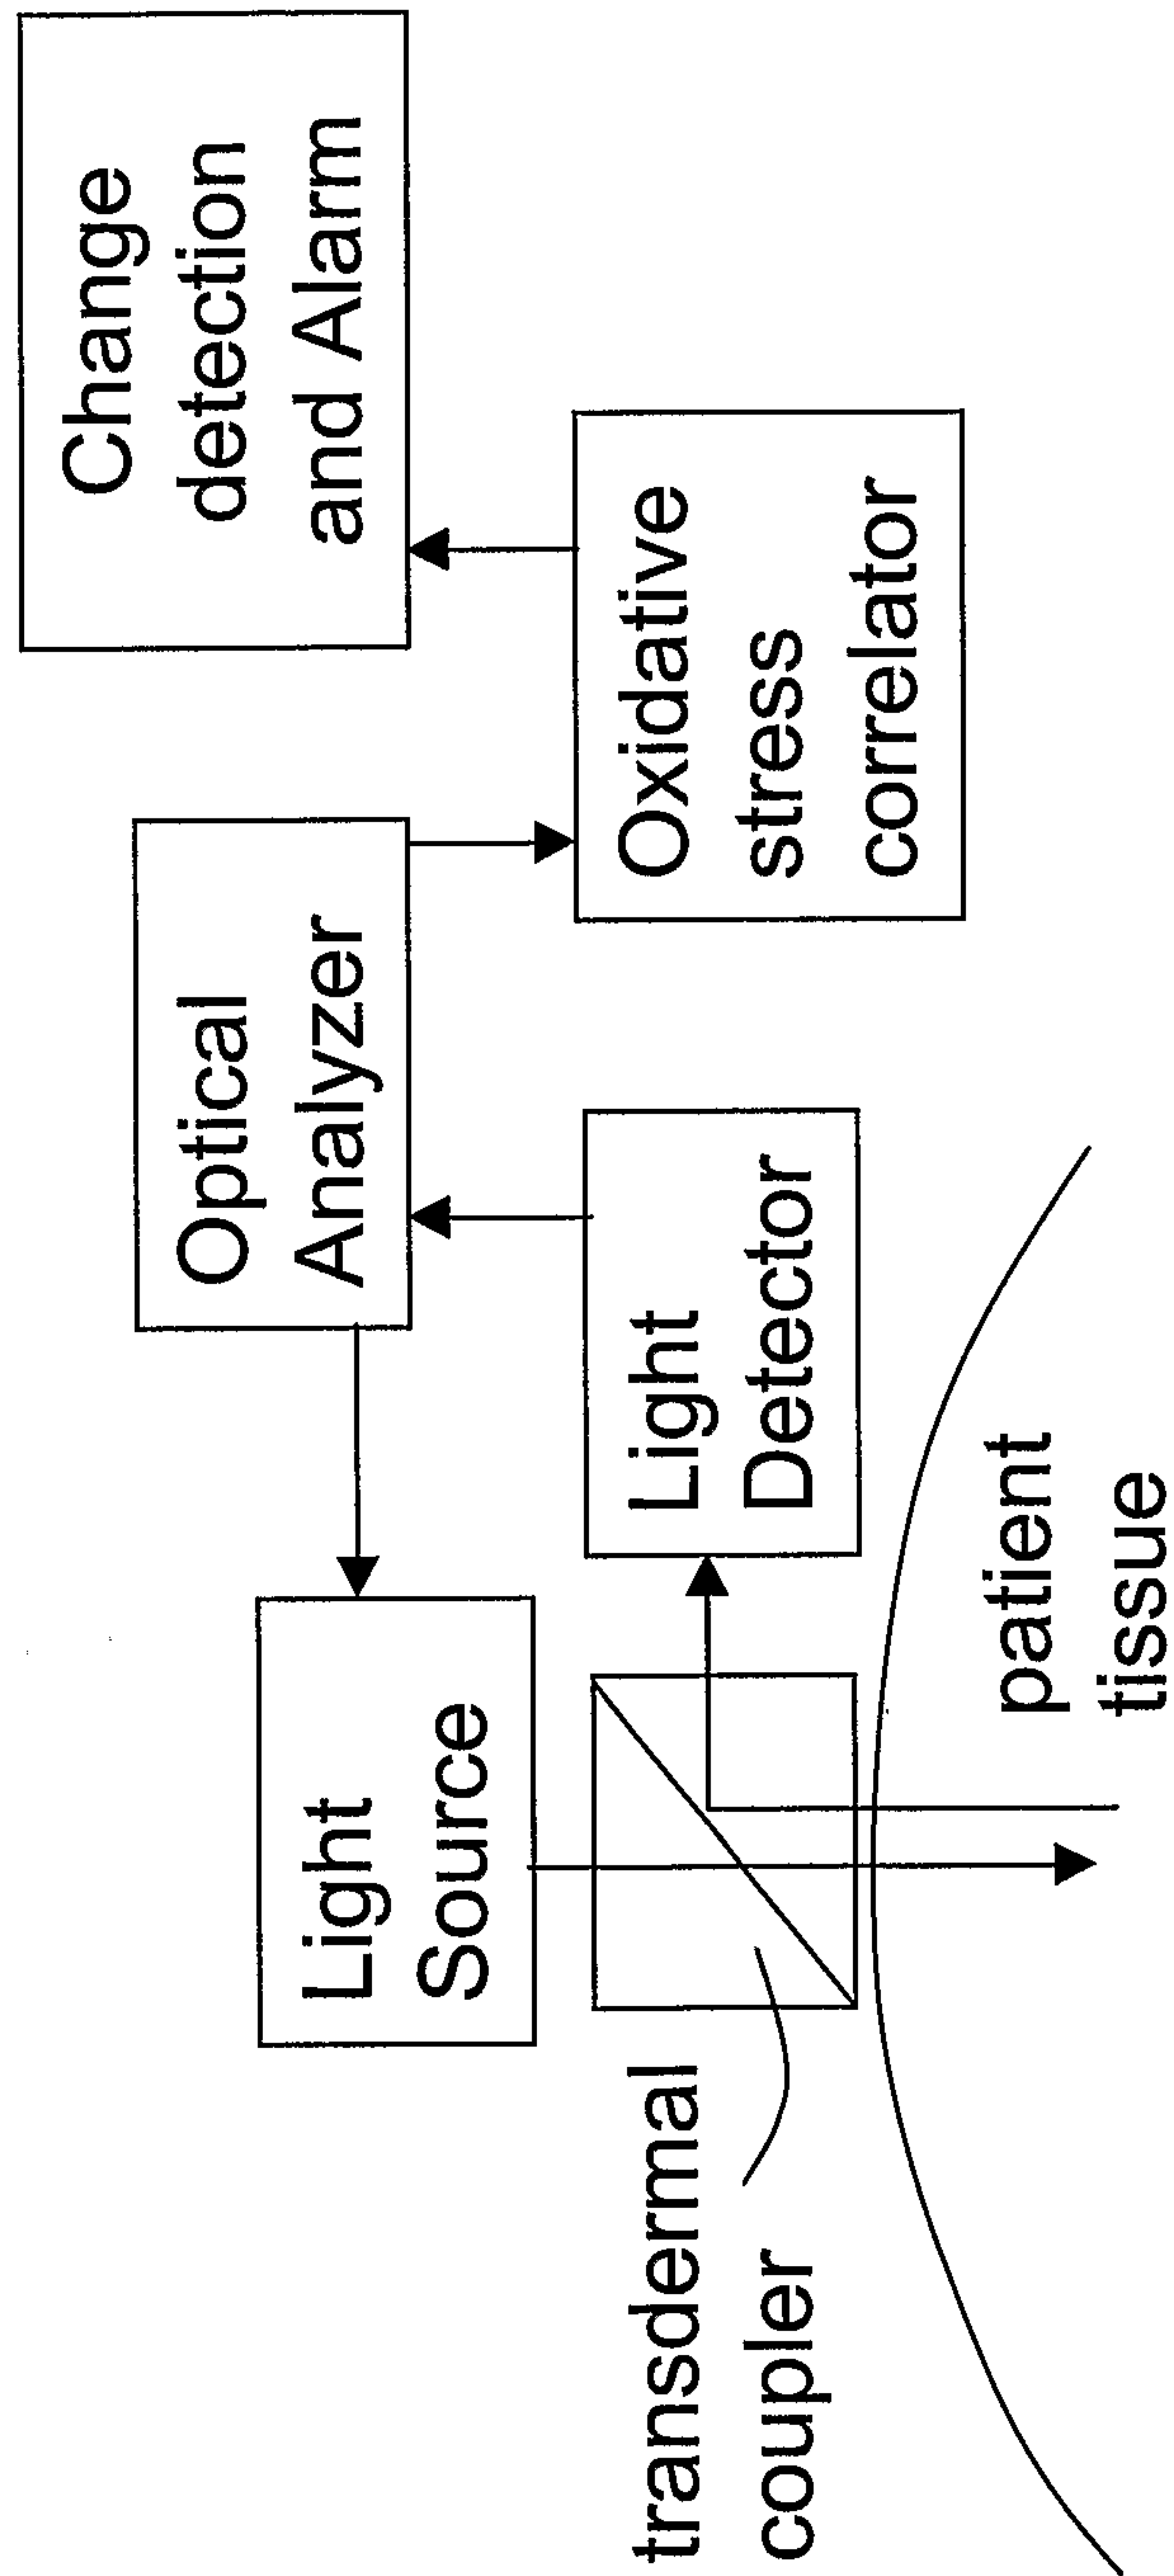 Change
detection
and Alarm
Optical
Analyzer
Oxidative
stress
correlator
Light
Source
Light
Detector
transdermal
coupler
patient
tissue